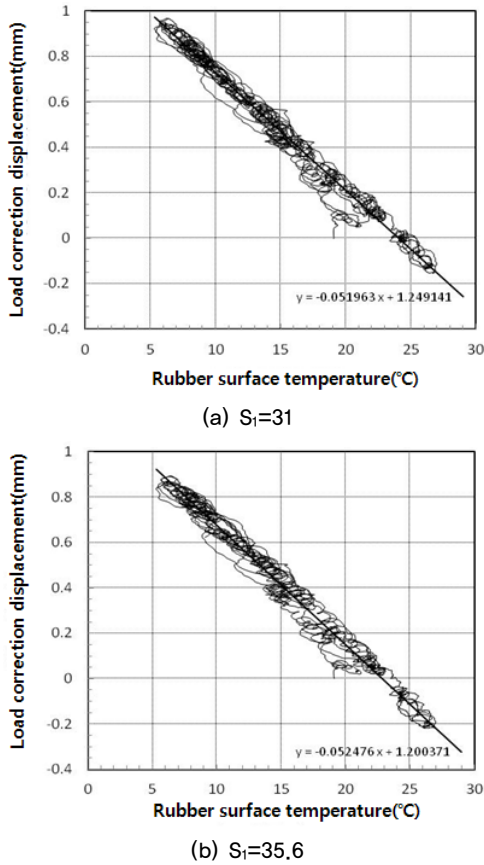 Load correction displacement(mm)
1
0.8
0.6
0.4
0.2
0
-0.2
-0.4
y = -0.051963 x + 1.249141
0 5 10 15 20 25 30
Rubber surface temperature(℃)
(a) S₁=31
Load correction displacement(mm)
1
0.8
0.6
0.4
0.2
0
-0.2
-0.4
y = -0.052476 x + 1.200371
0 5 10 15 20 25 30
Rubber surface temperature(℃)
(b) S₁=35.6